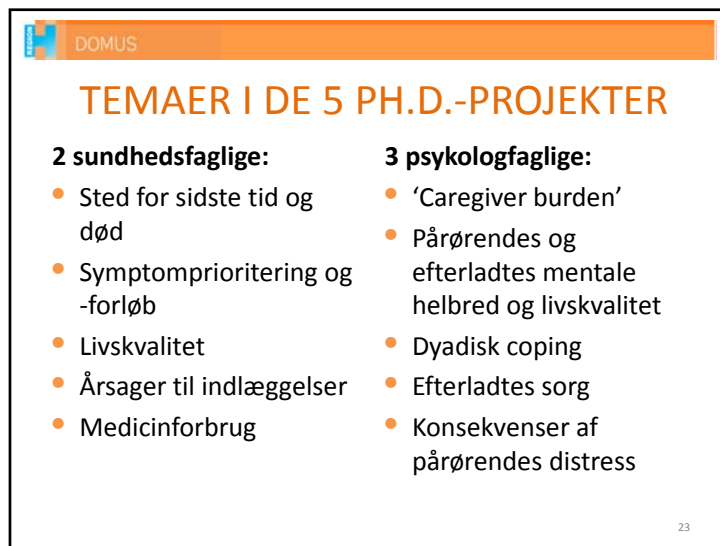 REGION
DOMUS
TEMAER I DE 5 PH.D.-PROJEKTER
2 sundhedsfaglige:
• Sted for sidste tid og
død
• Symptomprioritering og
-forløb
• Livskvalitet
• Årsager til indlæggelser
• Medicinforbrug
3 psykologfaglige:
• ‘Caregiver burden’
• Pårørendes og
efterladtes mentale
helbred og livskvalitet
• Dyadisk coping
• Efterladtes sorg
• Konsekvenser af
pårørendes distress
23